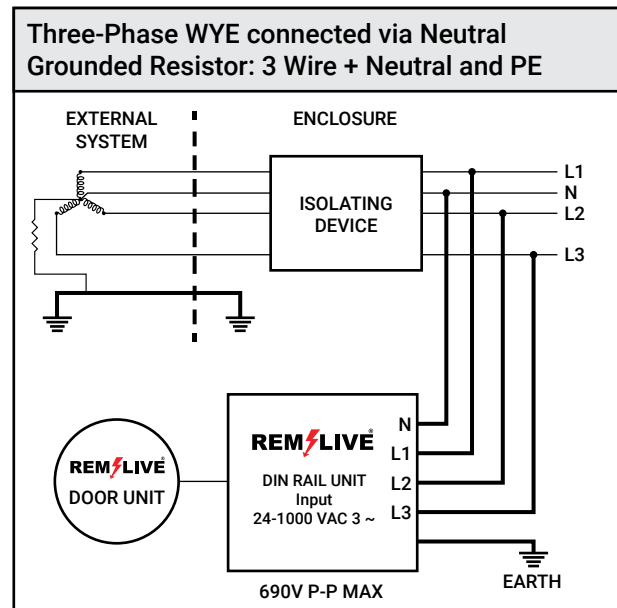 Three-Phase WYE connected via Neutral
Grounded Resistor: 3 Wire + Neutral and PE
EXTERNAL
SYSTEM
ENCLOSURE
ISOLATING
DEVICE
L1
N
L2
L3
REMLIVE®
DOOR UNIT
REMLIVE®
DIN RAIL UNIT
Input
24-1000 VAC 3 ~
N
L1
L2
L3
690V P-P MAX
EARTH